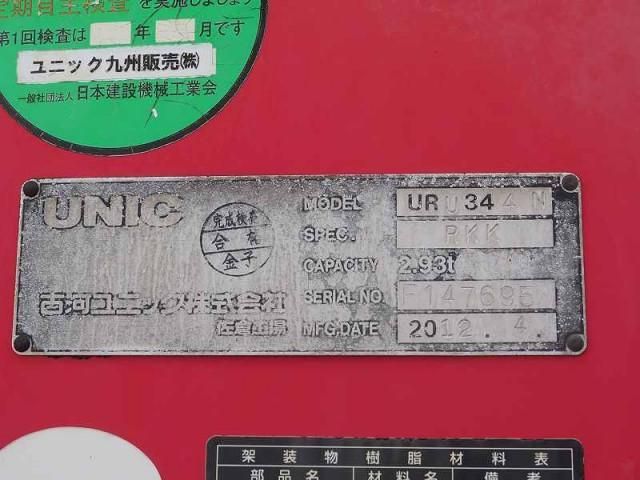 定期自主検査 を実施しましょう
第1回検査は 年 月です
ユニック九州販売㈱
一般社団法人 日本建設機械工業会
UNIC
完成検査
合 格
金子
古河ユニック株式会社
佐倉工場
MODEL URU344N
SPEC. RKK
CAPACITY 2.93t
SERIAL NO.
MFG.DATE 2012.4.
架装物樹脂材料表
部品名 材料名 備考